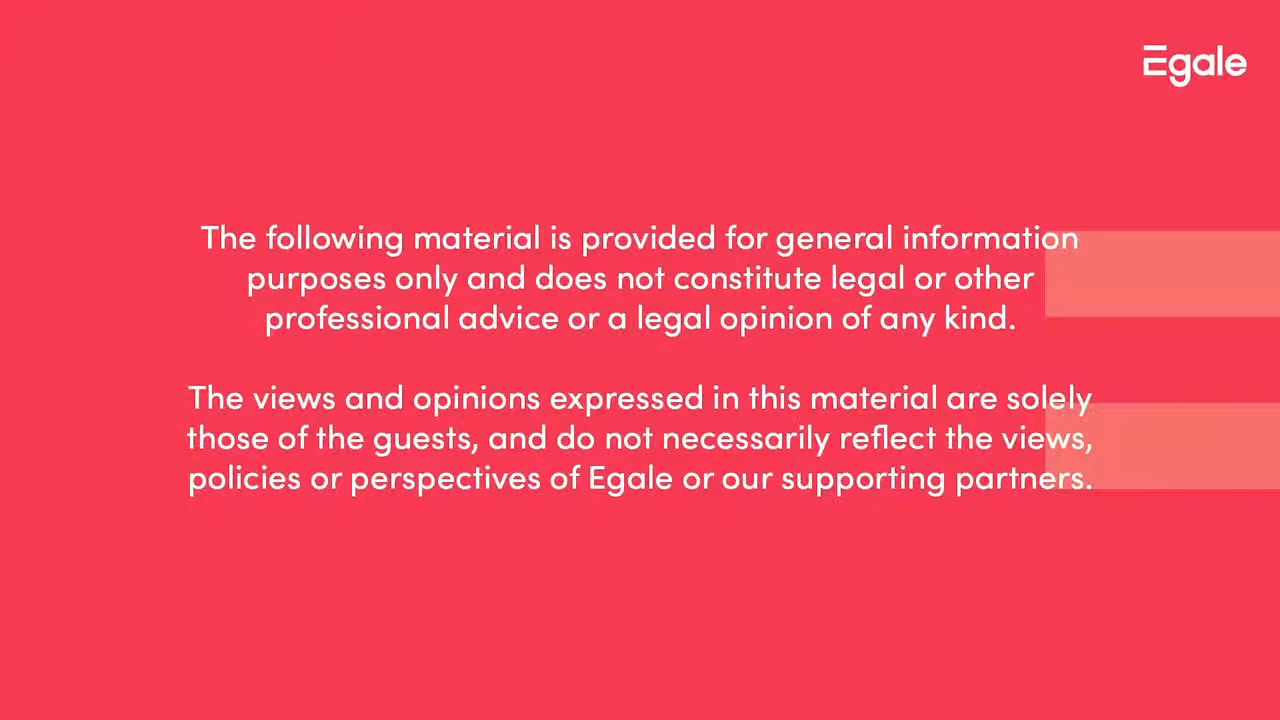 Egale
The following material is provided for general information
purposes only and does not constitute legal or other
professional advice or a legal opinion of any kind.
The views and opinions expressed in this material are solely
those of the guests, and do not necessarily reflect the views,
policies or perspectives of Egale or our supporting partners.